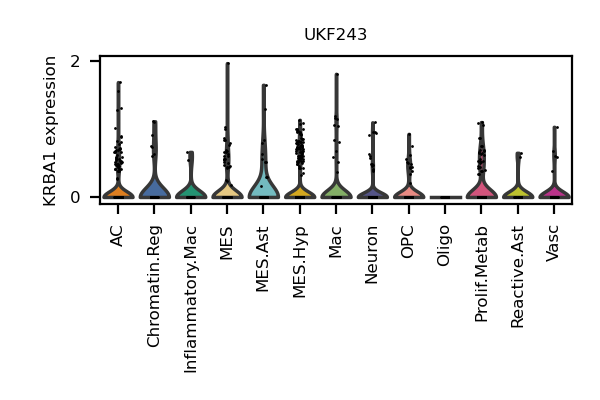 UKF243
KRBA1 expression
2
0
AC
Chromatin.Reg
Inflammatory.Mac
MES
MES.Ast
MES.Hyp
Mac
Neuron
OPC
Oligo
Prolif.Metab
Reactive.Ast
Vasc